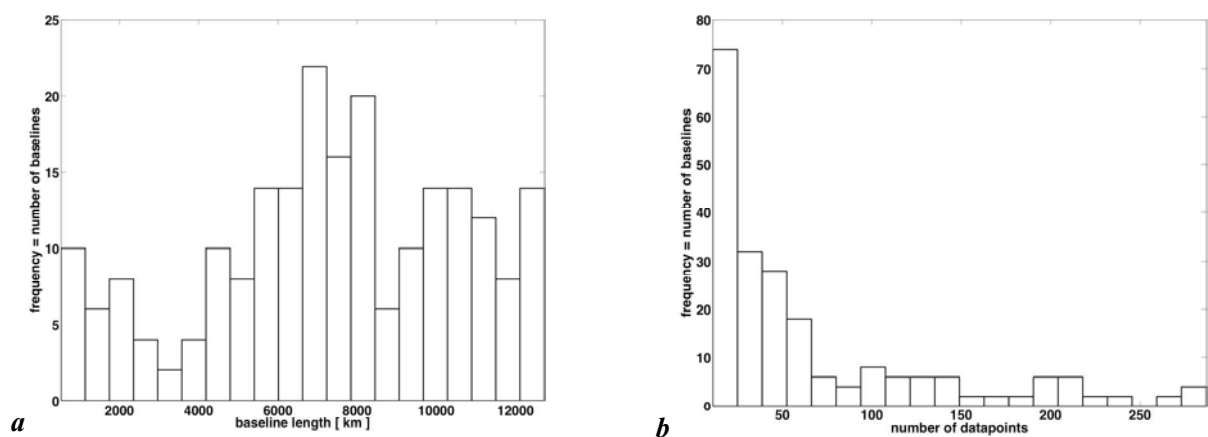 25
20
15
10
5
0
frequency = number of baselines
2000 4000 6000 8000 10000 12000
baseline length [ km ]
a
80
70
60
50
40
30
20
10
0
frequency = number of baselines
50 100 150 200 250
number of datapoints
b